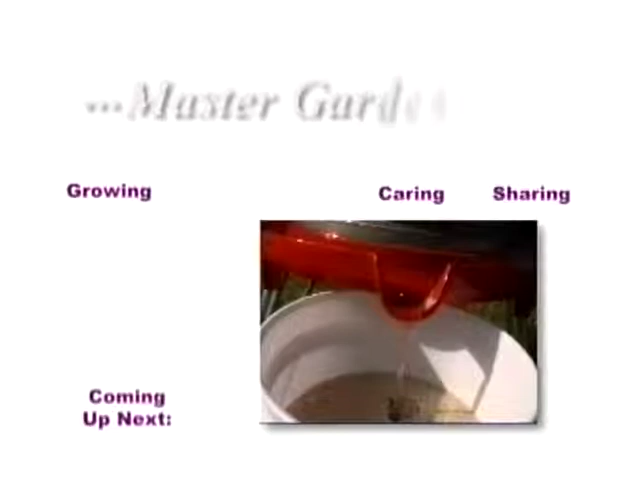 ...Master Gard
Growing
Caring
Sharing
Coming
Up Next: